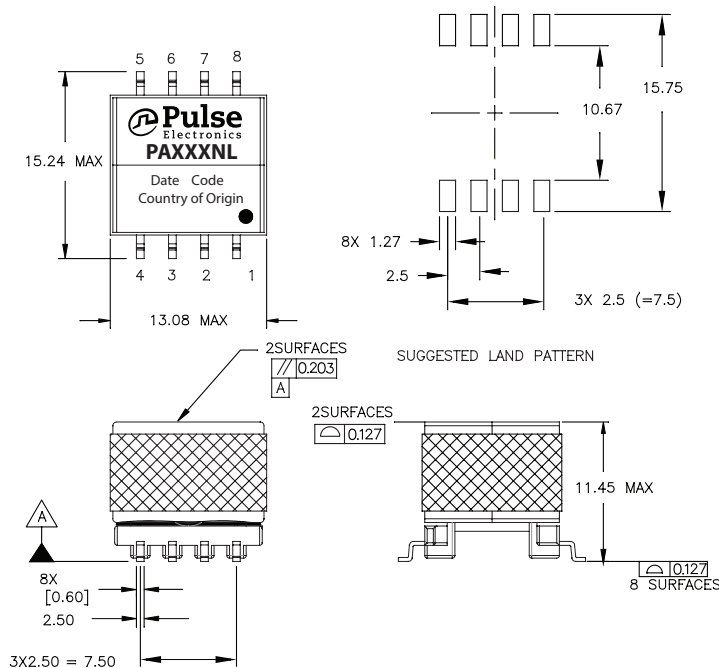 5 6 7 8
Pulse
Electronics
PAXXXNL
Date Code
Country of Origin
15.24 MAX
4 3 2 1
13.08 MAX
15.75
10.67
8X 1.27
2.5
3X 2.5 (=7.5)
SUGGESTED LAND PATTERN
2SURFACES
// 0.203
A
2SURFACES
⌓ 0.127
11.45 MAX
⌓ 0.127
8 SURFACES
A
8X
[0.60]
2.50
3X2.50 = 7.50